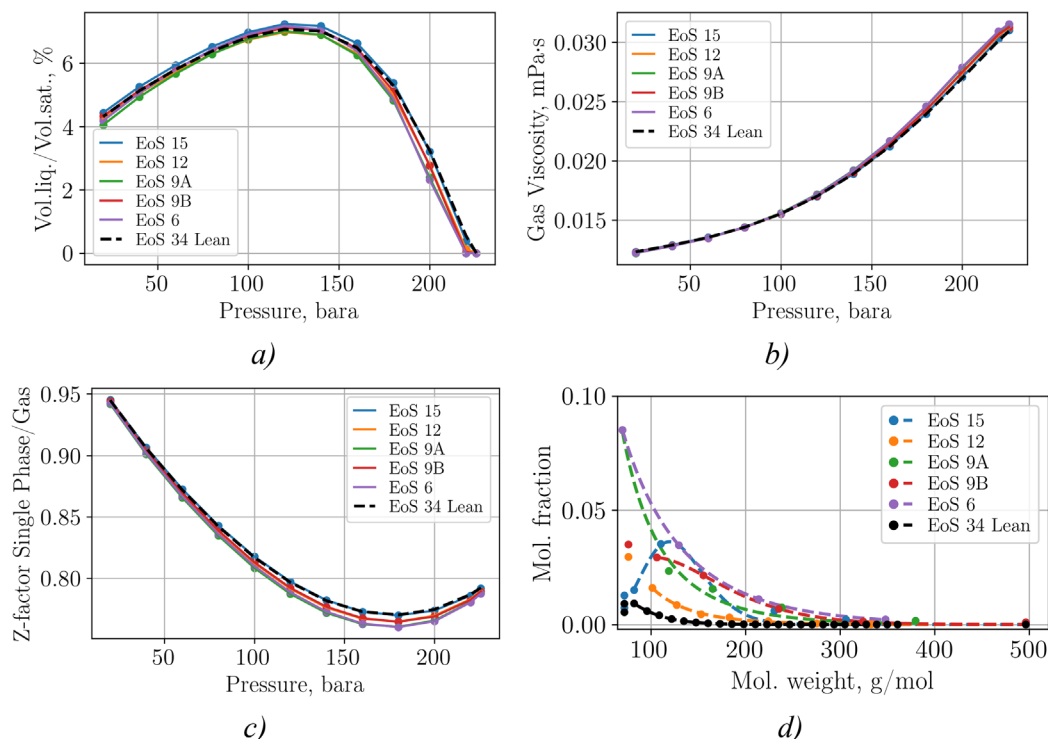 Vol.liq./Vol.sat., %
6
4
2
0
EoS 15
EoS 12
EoS 9A
EoS 9B
EoS 6
EoS 34 Lean
50 100 150 200
Pressure, bara
a)
Gas Viscosity, mPa·s
0.030
0.025
0.020
0.015
EoS 15
EoS 12
EoS 9A
EoS 9B
EoS 6
EoS 34 Lean
50 100 150 200
Pressure, bara
b)
Z-factor Single Phase/Gas
0.95
0.90
0.85
0.80
EoS 15
EoS 12
EoS 9A
EoS 9B
EoS 6
EoS 34 Lean
50 100 150 200
Pressure, bara
c)
Mol. fraction
0.10
0.05
0.00
EoS 15
EoS 12
EoS 9A
EoS 9B
EoS 6
EoS 34 Lean
100 200 300 400 500
Mol. weight, g/mol
d)